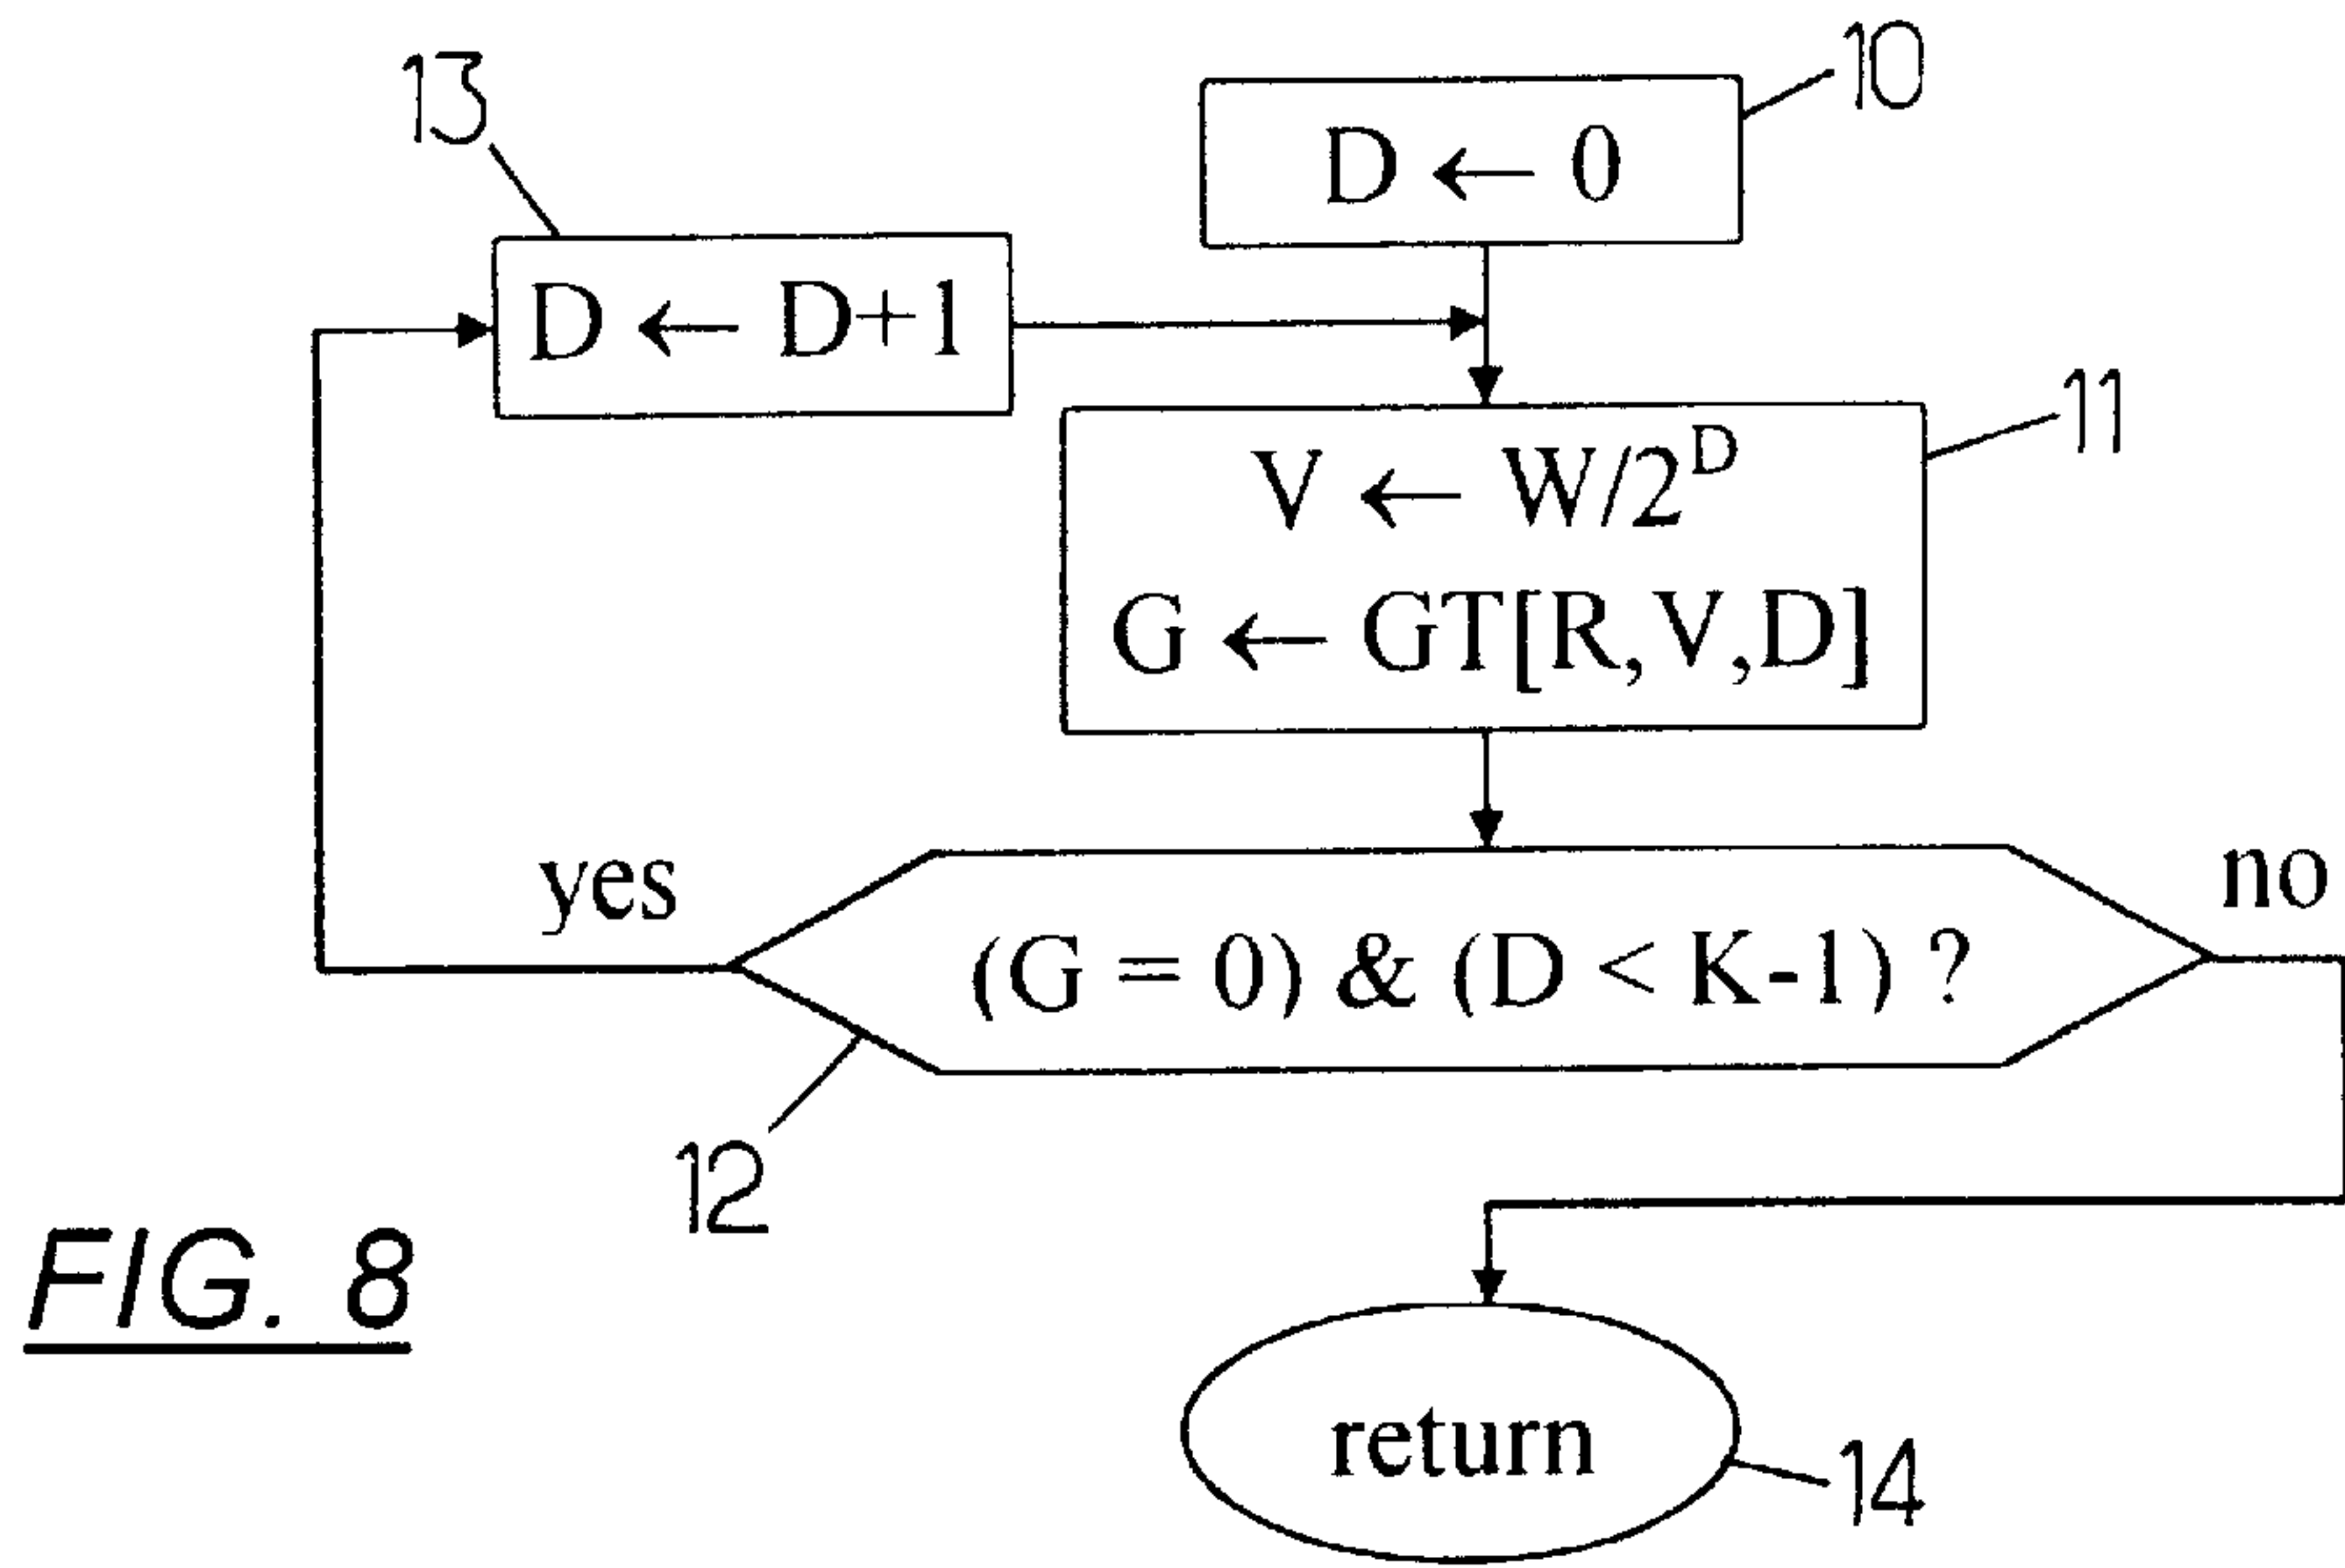 10
13
D ← 0
D ← D+1
11
V ← W/2^D
G ← GT[R,V,D]
yes
no
(G = 0) & (D < K-1) ?
12
FIG. 8
return
14